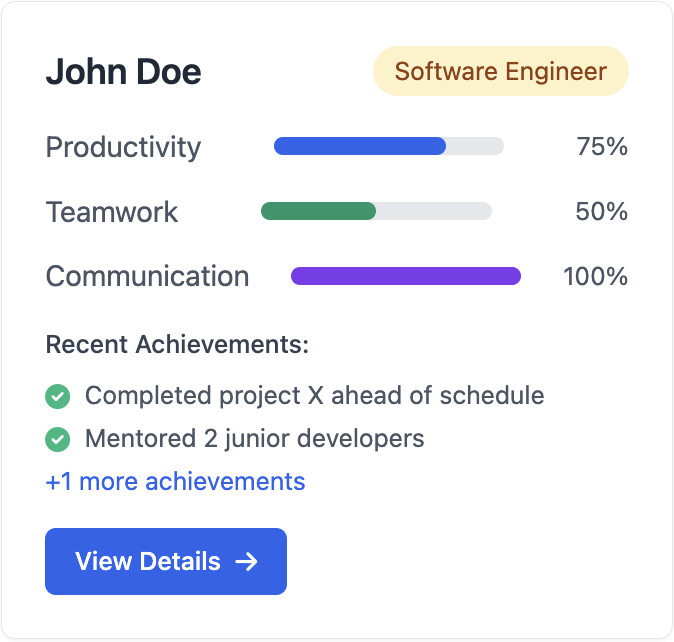 John Doe Software Engineer
Productivity 75%
Teamwork 50%
Communication 100%
Recent Achievements:
Completed project X ahead of schedule
Mentored 2 junior developers
+1 more achievements
View Details →